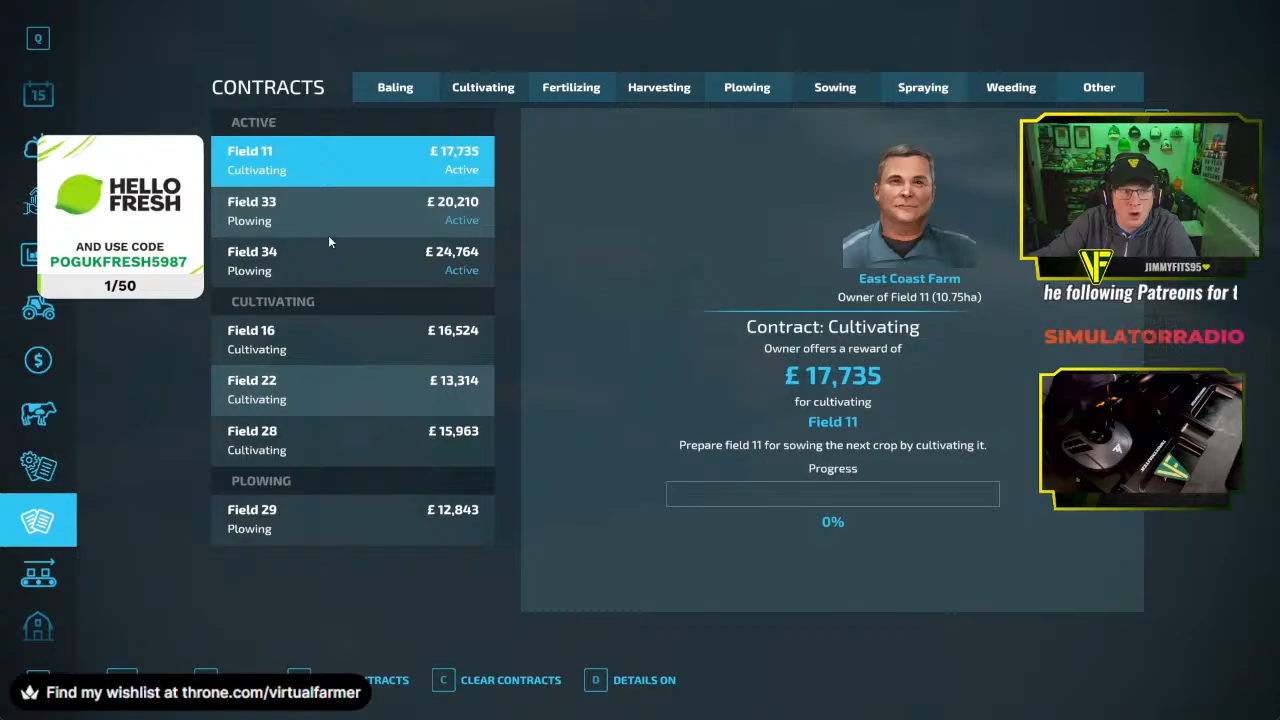 Q
15
CONTRACTS
Baling
Cultivating
Fertilizing
Harvesting
Plowing
Sowing
Spraying
Weeding
Other
ACTIVE
Field 11 £ 17,735
Cultivating Active
Field 33 £ 20,210
Plowing Active
Field 34 £ 24,764
Plowing Active
CULTIVATING
Field 16 £ 16,524
Cultivating
Field 22 £ 13,314
Cultivating
Field 28 £ 15,963
Cultivating
PLOWING
Field 29 £ 12,843
Plowing
HELLO
FRESH
AND USE CODE
POGUKFRESH5987
1/50
$
East Coast Farm
Owner of Field 11 (10.75ha)
Contract: Cultivating
Owner offers a reward of
£ 17,735
for cultivating
Field 11
Prepare field 11 for sowing the next crop by cultivating it.
Progress
0%
VF
JIMMYFITS95
he following Patreons for t
SIMULATORRADIO
VF
TRACTS
C CLEAR CONTRACTS
D DETAILS ON
Find my wishlist at throne.com/virtualfarmer